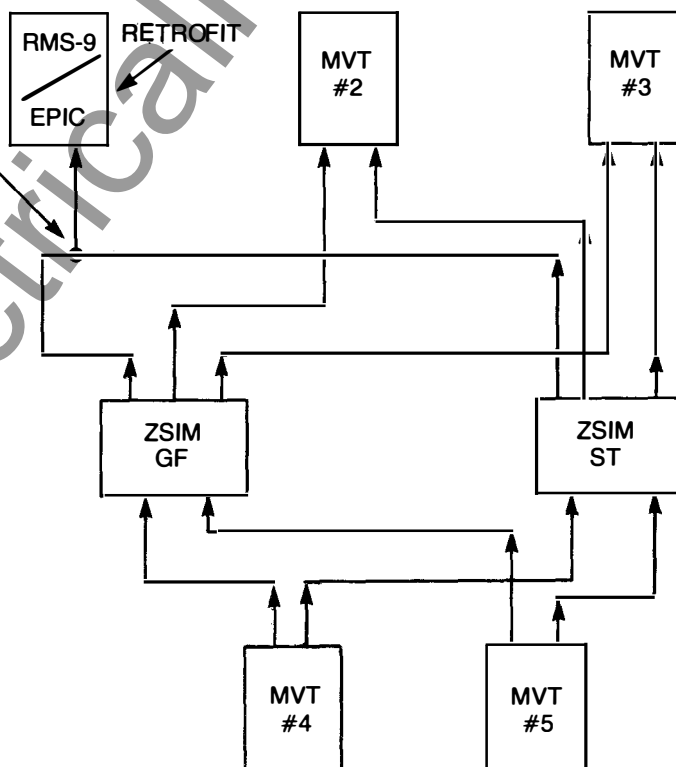 RMS-9
EPIC
RETROFIT
MVT
#2
MVT
#3
ZSIM
GF
ZSIM
ST
MVT
#4
MVT
#5